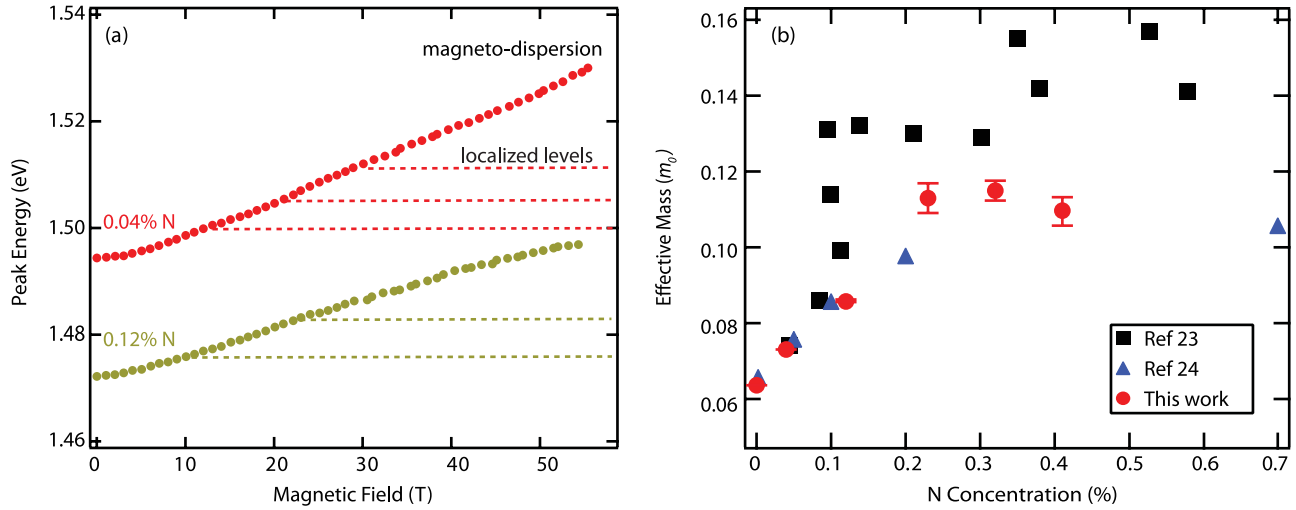 (a)
magneto-dispersion
localized levels
0.04% N
0.12% N
1.54
1.52
1.50
1.48
1.46
Peak Energy (eV)
0
10
20
30
40
50
Magnetic Field (T)
(b)
0.16
0.14
0.12
0.10
0.08
0.06
Effective Mass (m₀)
Ref 23
Ref 24
This work
0
0.1
0.2
0.3
0.4
0.5
0.6
0.7
N Concentration (%)